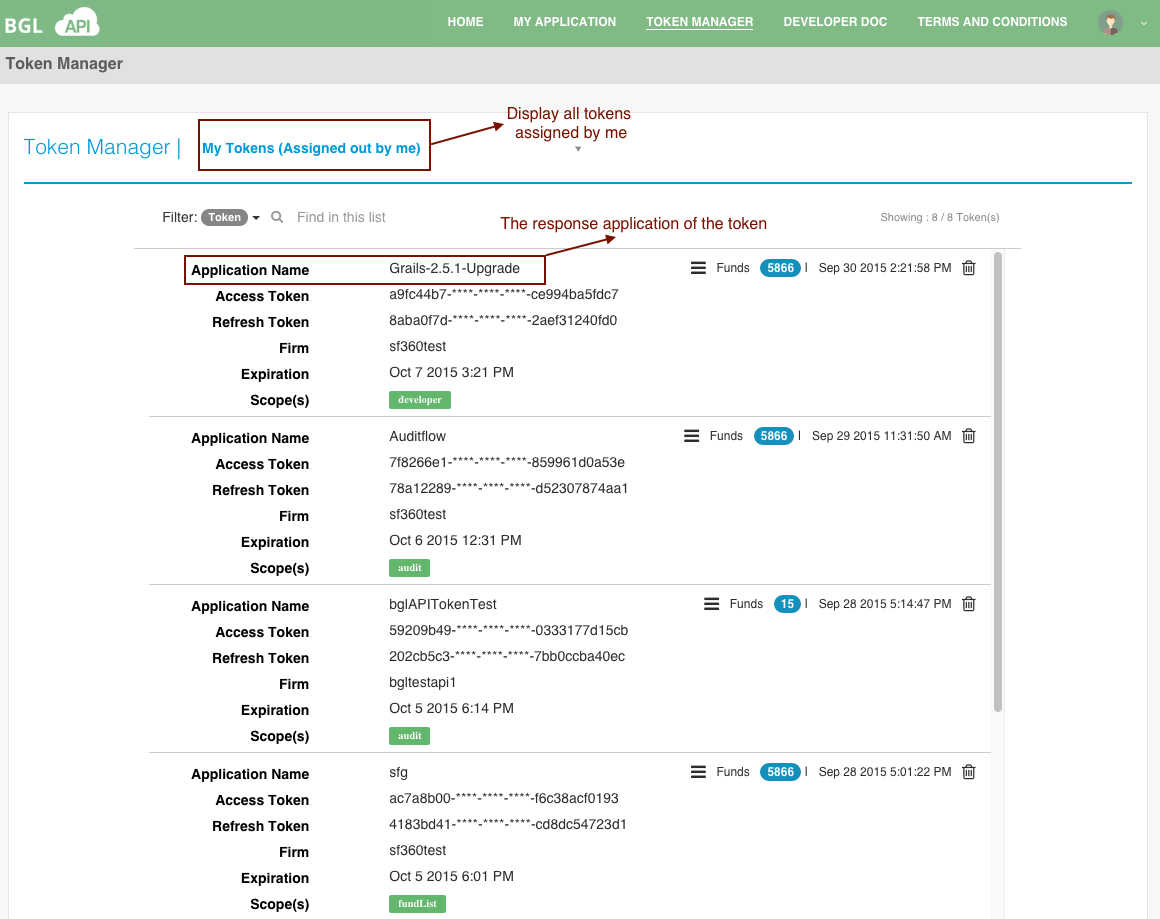 BGL API HOME MY APPLICATION TOKEN MANAGER DEVELOPER DOC TERMS AND CONDITIONS
Token Manager
Display all tokens
assigned by me
Token Manager | My Tokens (Assigned out by me)
Filter: Token Find in this list Showing : 8 / 8 Token(s)
The response application of the token
Application Name Grails-2.5.1-Upgrade Funds 5866 | Sep 30 2015 2:21:58 PM
Access Token a9fc44b7-****-****-****-ce994ba5fdc7
Refresh Token 8aba0f7d-****-****-****-2aef31240fd0
Firm sf360test
Expiration Oct 7 2015 3:21 PM
Scope(s) developer
Application Name Auditflow Funds 5866 | Sep 29 2015 11:31:50 AM
Access Token 7f8266e1-****-****-****-859961d0a53e
Refresh Token 78a12289-****-****-****-d52307874aa1
Firm sf360test
Expiration Oct 6 2015 12:31 PM
Scope(s) audit
Application Name bglAPITokenTest Funds 15 | Sep 28 2015 5:14:47 PM
Access Token 59209b49-****-****-****-0333177d15cb
Refresh Token 202cb5c3-****-****-****-7bb0ccba40ec
Firm bgltestapi1
Expiration Oct 5 2015 6:14 PM
Scope(s) audit
Application Name sfg Funds 5866 | Sep 28 2015 5:01:22 PM
Access Token ac7a8b00-****-****-****-f6c38acf0193
Refresh Token 4183bd41-****-****-****-cd8dc54723d1
Firm sf360test
Expiration Oct 5 2015 6:01 PM
Scope(s) fundList